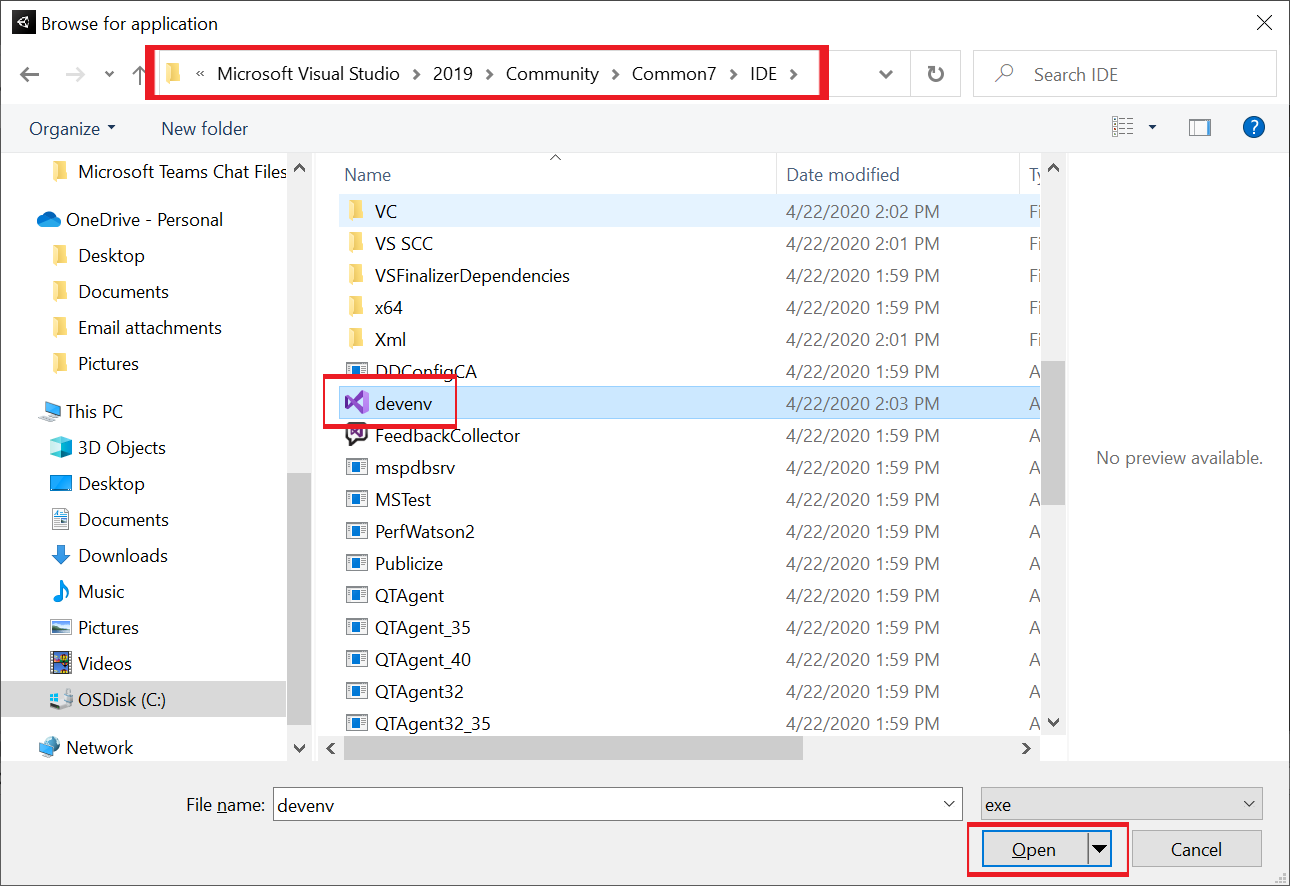 Browse for application
« Microsoft Visual Studio > 2019 > Community > Common7 > IDE >
Search IDE
Organize
New folder
Microsoft Teams Chat Files
OneDrive - Personal
Desktop
Documents
Email attachments
Pictures
This PC
3D Objects
Desktop
Documents
Downloads
Music
Pictures
Videos
OSDisk (C:)
Network
Name Date modified Ty
VC 4/22/2020 2:02 PM Fi
VS SCC 4/22/2020 2:01 PM Fi
VSFinalizerDependencies 4/22/2020 1:59 PM Fi
x64 4/22/2020 1:59 PM Fi
Xml 4/22/2020 2:01 PM Fi
DDConfigCA 4/22/2020 1:59 PM A
devenv 4/22/2020 2:03 PM A
FeedbackCollector 4/22/2020 1:59 PM A
mspdbsrv 4/22/2020 1:59 PM A
MSTest 4/22/2020 1:59 PM A
PerfWatson2 4/22/2020 1:59 PM A
Publicize 4/22/2020 1:59 PM A
QTAgent 4/22/2020 1:59 PM A
QTAgent_35 4/22/2020 1:59 PM A
QTAgent_40 4/22/2020 1:59 PM A
QTAgent32 4/22/2020 1:59 PM A
QTAgent32_35 4/22/2020 1:59 PM A
No preview available.
File name: devenv
exe
Open
Cancel